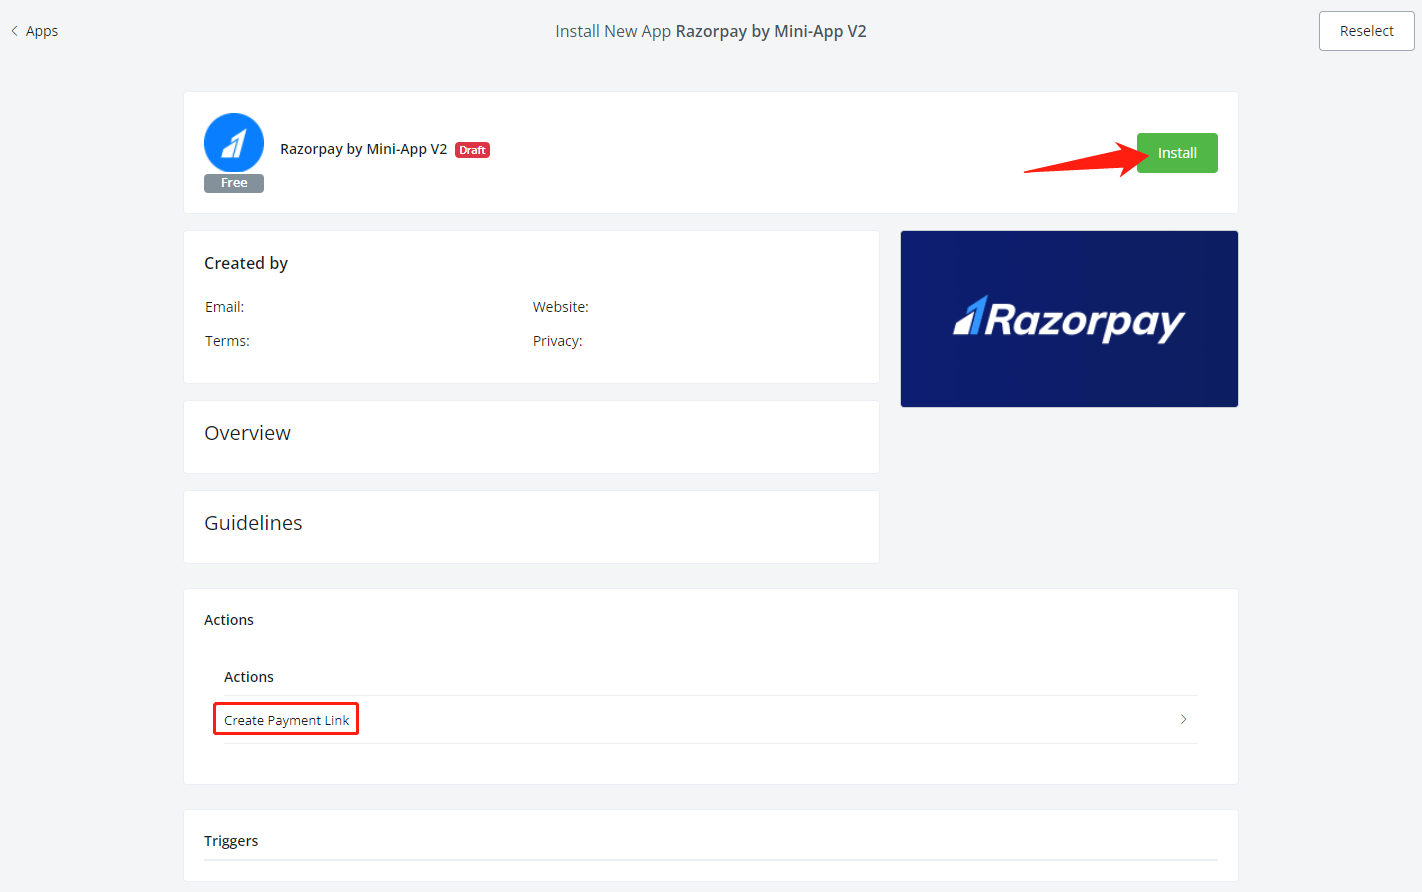 Apps
Install New App Razorpay by Mini-App V2
Reselect
Razorpay by Mini-App V2 Draft
Free
Install
Created by
Email:
Website:
Terms:
Privacy:
Razorpay
Overview
Guidelines
Actions
Actions
Create Payment Link
Triggers